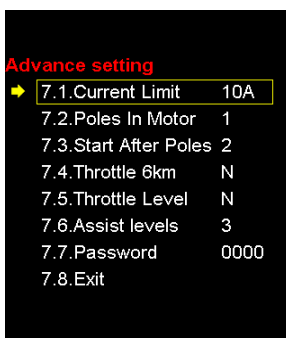 Advance setting
7.1.Current Limit 10A
7.2.Poles In Motor 1
7.3.Start After Poles 2
7.4.Throttle 6km N
7.5.Throttle Level N
7.6.Assist levels 3
7.7.Password 0000
7.8.Exit